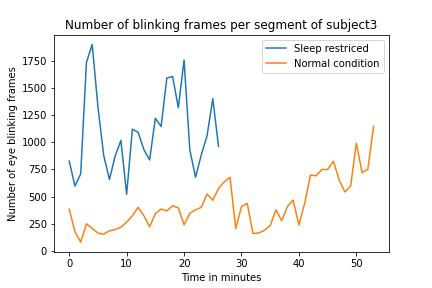 Number of blinking frames per segment of subject3
Sleep restriced
Normal condition
Number of eye blinking frames
1750
1500
1250
1000
750
500
250
0
0 10 20 30 40 50
Time in minutes